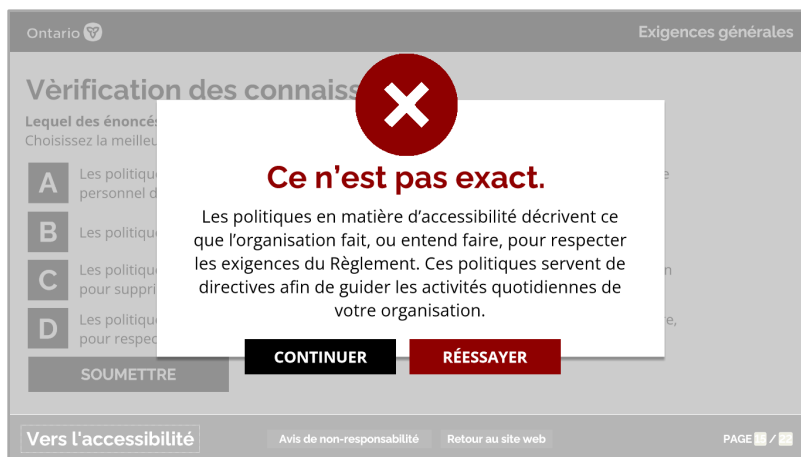 Ontario
Exigences générales
Vèrification des connaiss
Lequel des énoncés
Choisissez la meilleu
Ce n'est pas exact.
Les politiques en matière d'accessibilité décrivent ce
que l'organisation fait, ou entend faire, pour respecter
les exigences du Règlement. Ces politiques servent de
directives afin de guider les activités quotidiennes de
votre organisation.
CONTINUER
RÉESSAYER
A
Les politiqu
personnel d
B
Les politiqu
C
Les politiqu
pour suppri
D
Les politiqu
pour respec
SOUMETTRE
Vers l'accessibilité
Avis de non-responsabilité
Retour au site web
PAGE 15 / 22